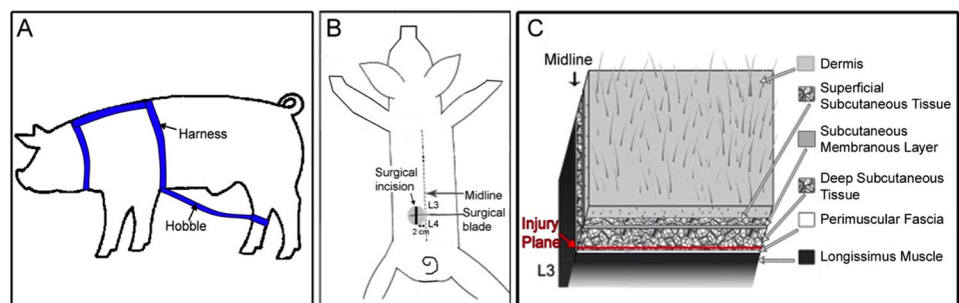 A
Harness
Hobble
B
Surgical
incision
Midline
L3
Surgical
blade
L4
2 cm
C
Midline
Dermis
Superficial
Subcutaneous Tissue
Subcutaneous
Membranous Layer
Deep Subcutaneous
Tissue
Injury
Plane
Perimuscular Fascia
L3
Longissimus Muscle